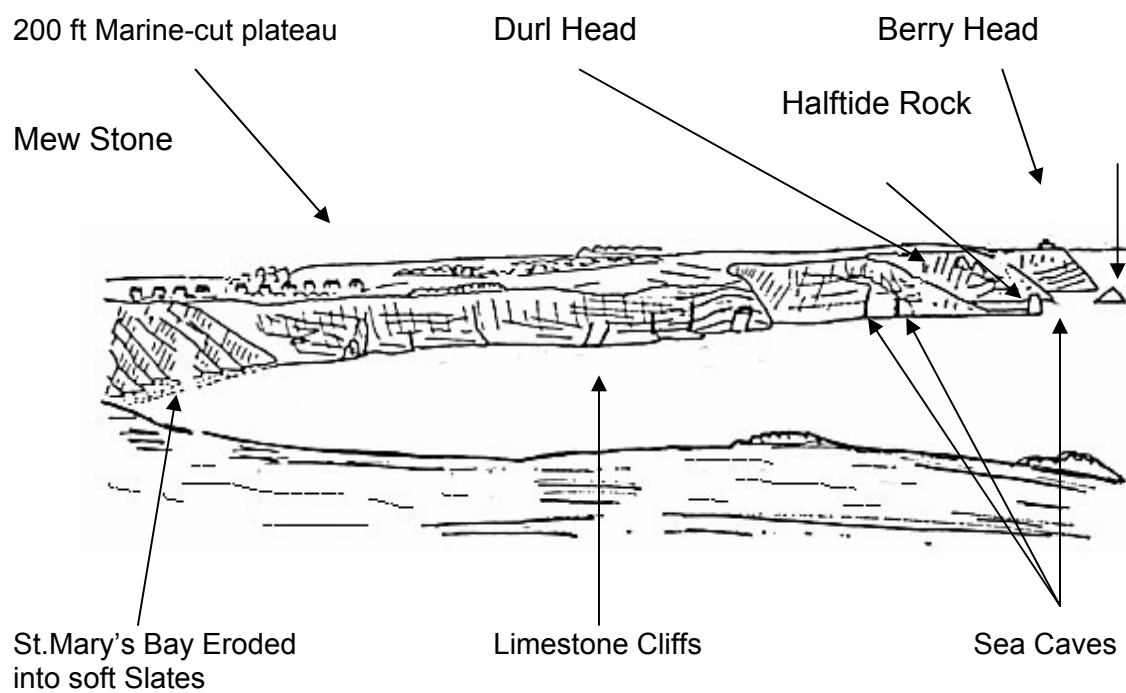 200 ft Marine-cut plateau
Durl Head
Berry Head
Halftide Rock
Mew Stone
St.Mary's Bay Eroded
into soft Slates
Limestone Cliffs
Sea Caves